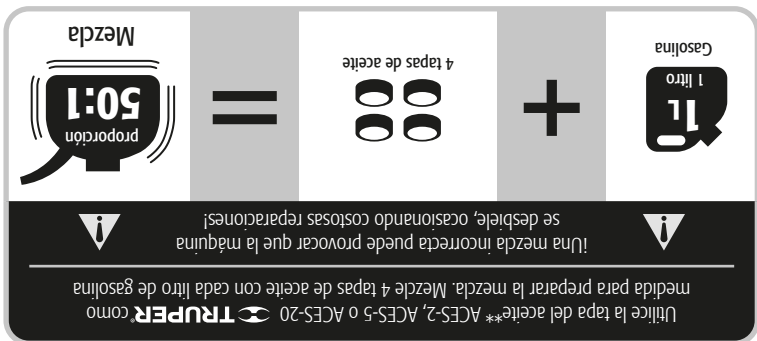 Utilice la tapa del aceite** ACES-2, ACES-5 o ACES-20 TRUPER® como
medida para preparar la mezcla. Mezcle 4 tapas de aceite con cada litro de gasolina
¡Una mezcla incorrecta puede provocar que la máquina
se desbiele, ocasionando costosas reparaciones!
1L
1 litro
Gasolina
+
4 tapas de aceite
=
proporción
50:1
Mezcla